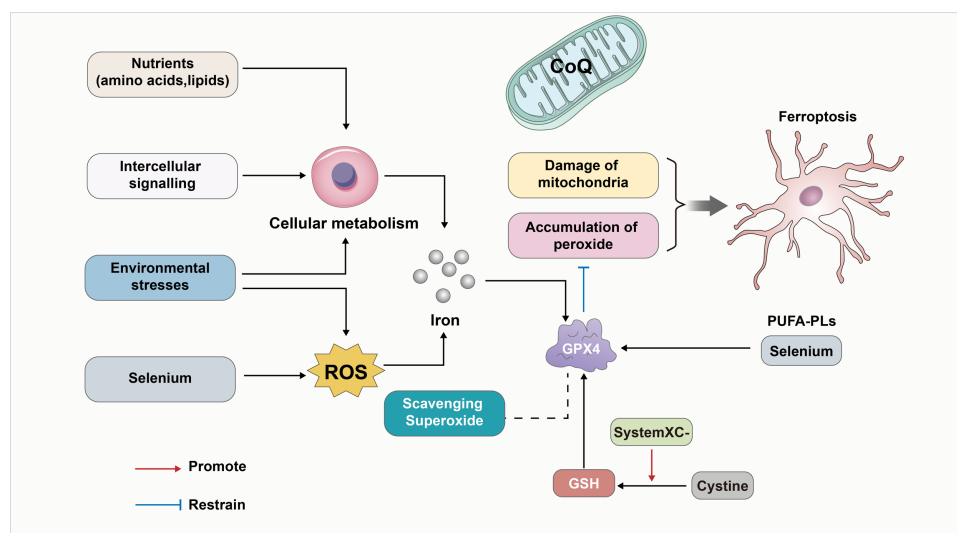 Nutrients
(amino acids,lipids)
CoQ
Ferroptosis
Intercellular
signalling
Damage of
mitochondria
Cellular metabolism
Accumulation of
peroxide
Environmental
stresses
Iron
PUFA-PLs
GPX4
Selenium
Selenium
ROS
Scavenging
Superoxide
SystemXC-
Promote
GSH
Cystine
Restrain